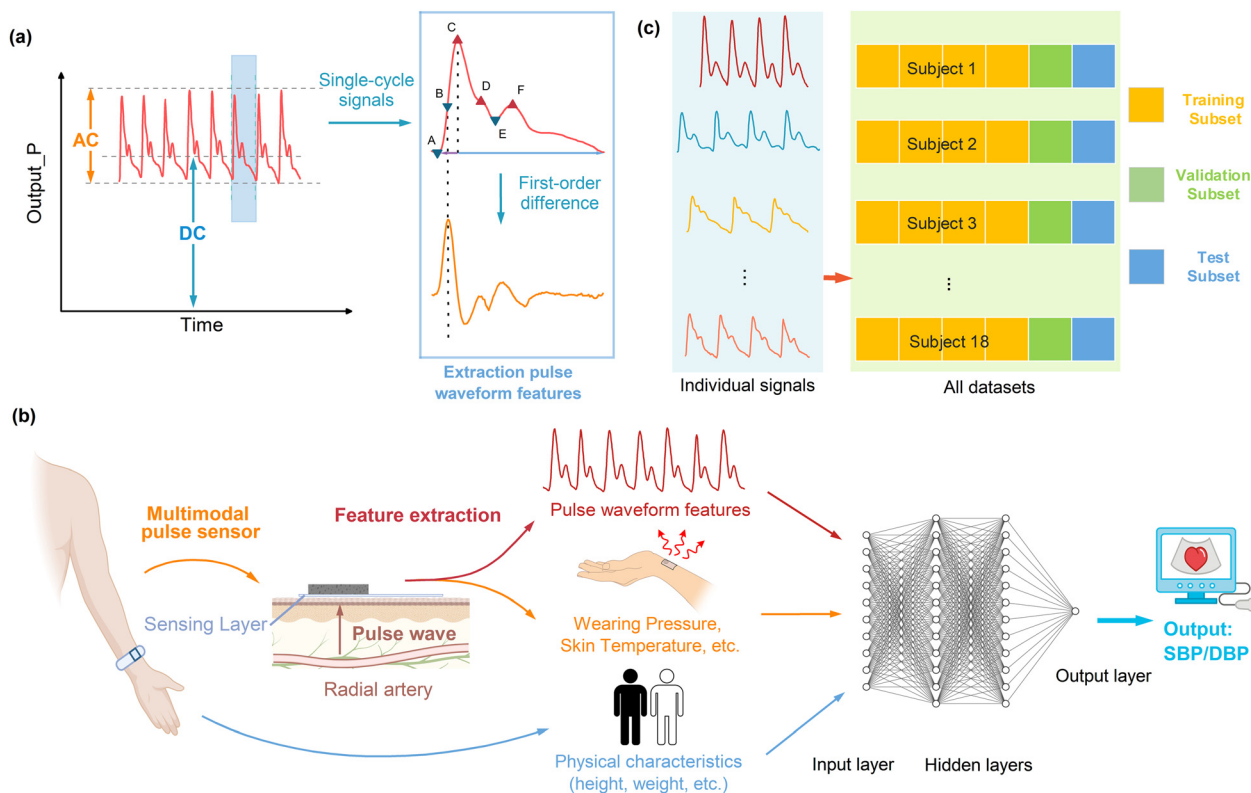 (a)
Output_P
AC
DC
Time
Single-cycle
signals
A
B
C
D
E
F
First-order
difference
Extraction pulse
waveform features
(c)
Subject 1
Subject 2
Subject 3
...
...
Subject 18
Individual signals
All datasets
Training
Subset
Validation
Subset
Test
Subset
(b)
Multimodal
pulse sensor
Feature extraction
Sensing Layer
Pulse wave
Radial artery
Pulse waveform features
Wearing Pressure,
Skin Temperature, etc.
Physical characteristics
(height, weight, etc.)
Input layer
Hidden layers
Output layer
Output:
SBP/DBP